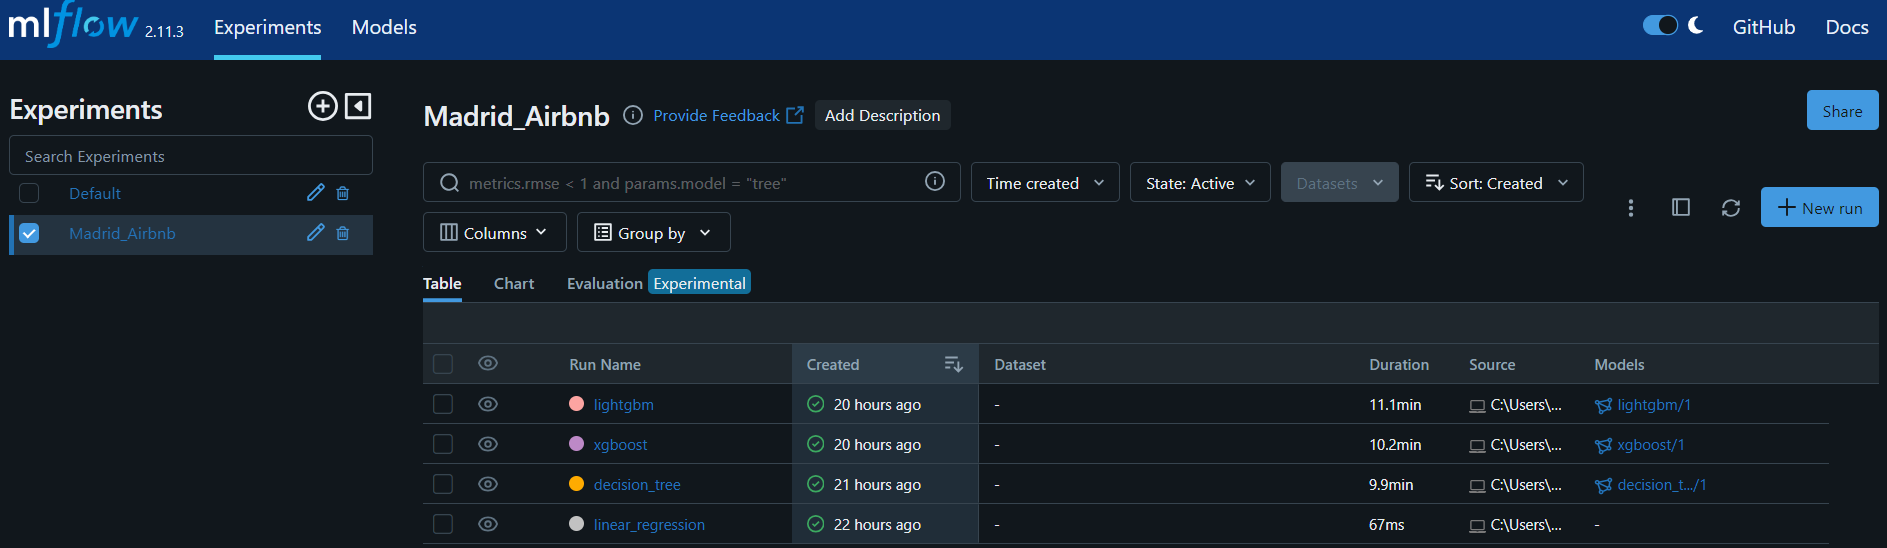 mlflow 2.11.3 Experiments Models GitHub Docs
Experiments
Search Experiments
Default
Madrid_Airbnb
Madrid_Airbnb Provide Feedback Add Description Share
metrics.rmse < 1 and params.model = "tree" Time created State: Active Datasets Sort: Created
New run
Columns Group by
Table Chart Evaluation Experimental
Run Name Created Dataset Duration Source Models
lightgbm 20 hours ago - 11.1min C:\Users\... lightgbm/1
xgboost 20 hours ago - 10.2min C:\Users\... xgboost/1
decision_tree 21 hours ago - 9.9min C:\Users\... decision_t.../1
linear_regression 22 hours ago - 67ms C:\Users\... -